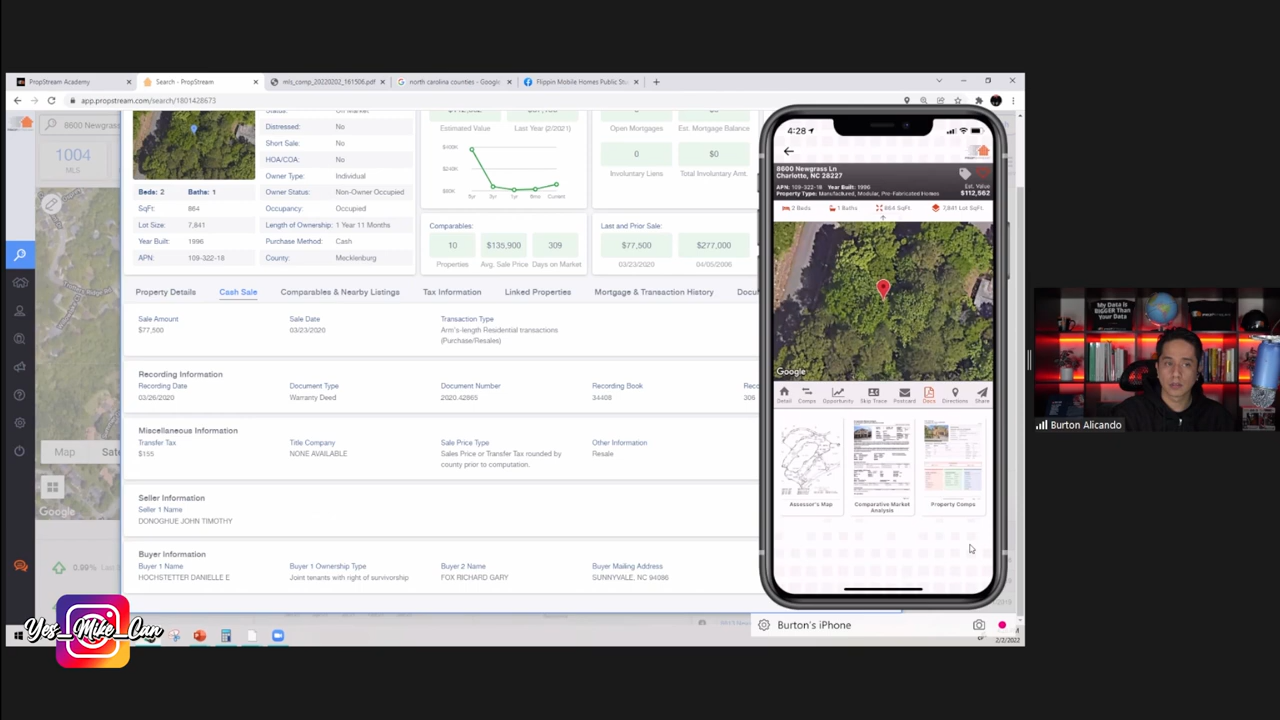 PropStream Academy
Search - PropStream
mls_comp_20220202_161506.pdf
north carolina counties - Google
Flippin Mobile Homes Public Stu
app.propstream.com/search/1801428673
8600 Newgrass
1004
MLS
Map
Google
0.99%
Beds: 2 Baths: 1
SqFt: 864
Lot Size: 7,841
Year Built: 1996
APN: 109-322-18
Status: On Market
Distressed: No
Short Sale: No
HOA/COA: No
Owner Type: Individual
Owner Status: Non-Owner Occupied
Occupancy: Occupied
Length of Ownership: 1 Year 11 Months
Purchase Method: Cash
County: Mecklenburg
Estimated Value
Last Year (2/2021)
Comparables:
10 $135,900 309
Properties Avg. Sale Price Days on Market
Open Mortgages Est. Mortgage Balance
0 $0
Involuntary Liens Total Involuntary Amt.
Last and Prior Sale
$77,500 $277,000
03/23/2020 04/05/2006
Property Details Cash Sale Comparables & Nearby Listings Tax Information Linked Properties Mortgage & Transaction History Docu
Sale Amount Sale Date Transaction Type
$77,500 03/23/2020 Arm's-length Residential transactions
(Purchase/Resales)
Recording Information
Recording Date Document Type Document Number Recording Book Reco
03/26/2020 Warranty Deed 2020.42865 34408 306
Miscellaneous Information
Transfer Tax Title Company Sale Price Type Other Information
$155 NONE AVAILABLE Sales Price or Transfer Tax rounded by Resale
county prior to computation.
Seller Information
Seller 1 Name
DONOGHUE JOHN TIMOTHY
Buyer Information
Buyer 1 Name Buyer 1 Ownership Type Buyer 2 Name Buyer Mailing Address
HOCHSTETTER DANIELLE E Joint tenants with right of survivorship FOX RICHARD GARY SUNNYVALE, NC 94086
4:28
8600 Newgrass Ln
Charlotte, NC 28227
APN: 109-322-18 Year Built: 1996
Property Type: Manufactured, Modular, Pre-Fabricated Homes
Est. Value
$112,562
2 Beds 1 Baths 864 SqFt. 7,841 Lot SqFt.
Google
Detail Comps Opportunity Skip Trace Postcard Docs Directions Share
Assessor's Map Comparative Market Property Comps
Analysis
Burton's iPhone
2/2/2022
Yes_Mike_Can
My Data
is BIGGER Than
Your Data
Burton Alicando